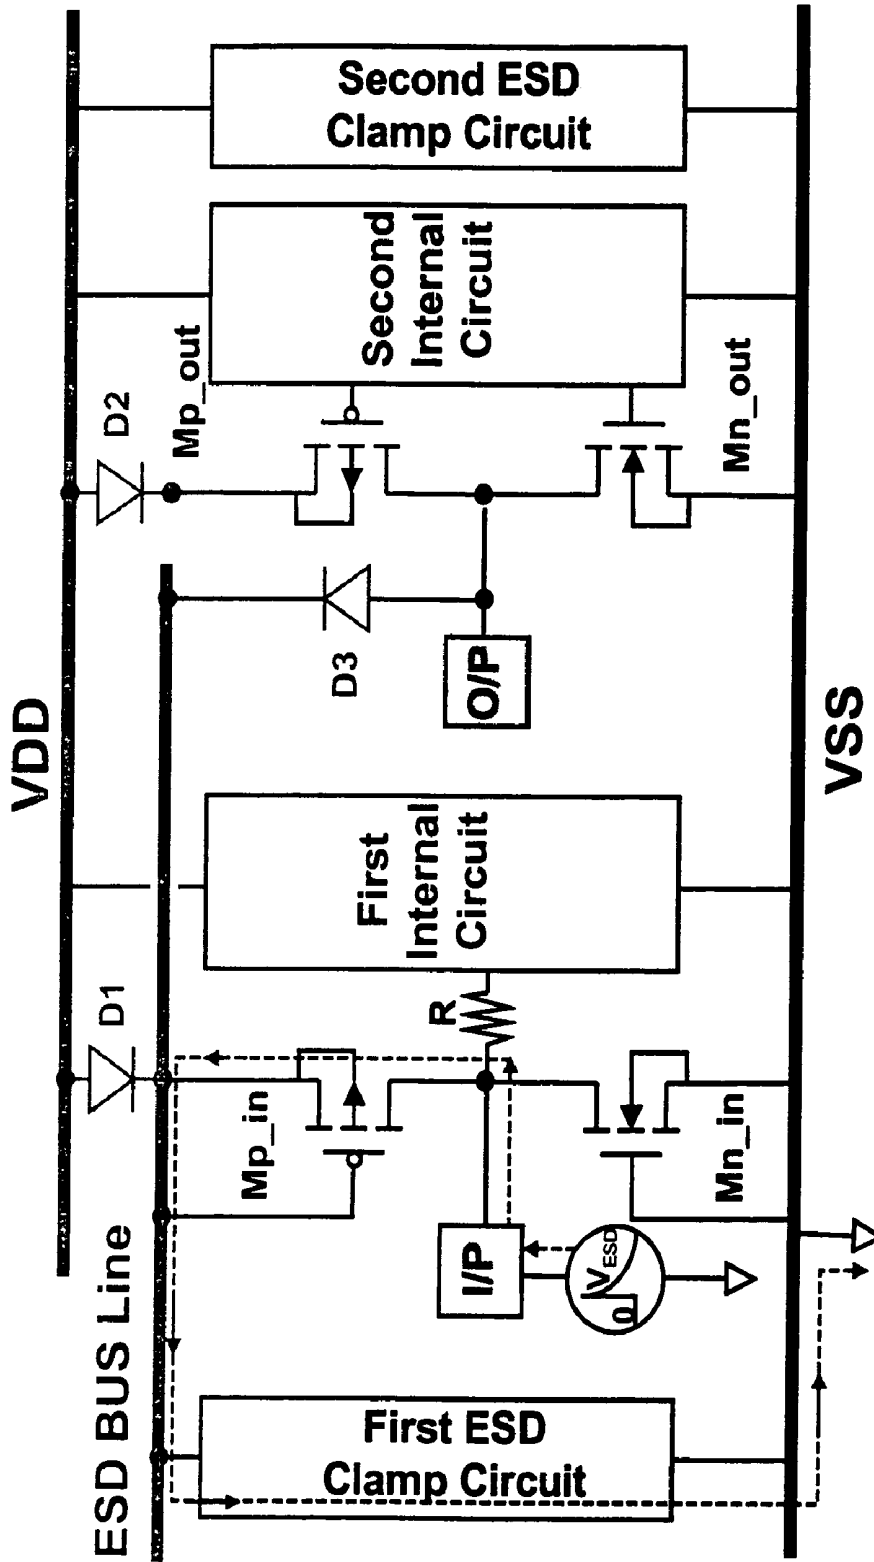 VDD
ESD BUS Line
D1
D2
D3
First ESD
Clamp Circuit
I/P
0
VESD
Mp_in
Mn_in
R
First
Internal
Circuit
O/P
Mp_out
Mn_out
Second
Internal
Circuit
Second ESD
Clamp Circuit
VSS